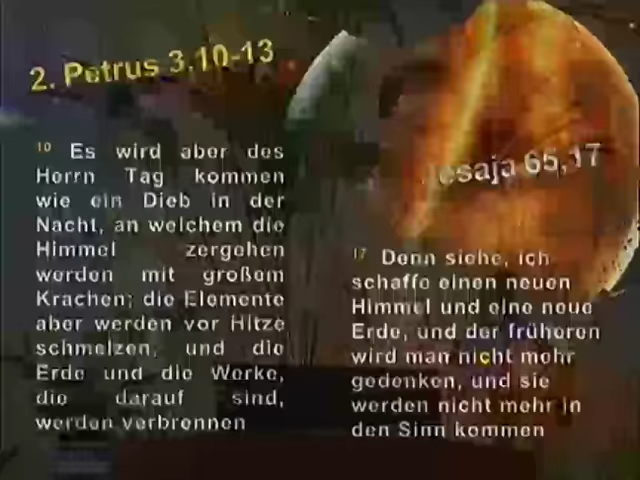 2. Petrus 3.10-13
10 Es wird aber des
Herrn Tag kommen
wie ein Dieb in der
Nacht, an welchem die
Himmel zergehen
werden mit großem
Krachen; die Elemente
aber werden vor Hitze
schmelzen, und die
Erde und die Werke,
die darauf sind,
werden verbrennen
Jesaja 65,17
17 Denn siehe, ich
schaffe einen neuen
Himmel und eine neue
Erde, und der früheren
wird man nicht mehr
gedenken, und sie
werden nicht mehr in
den Sinn kommen